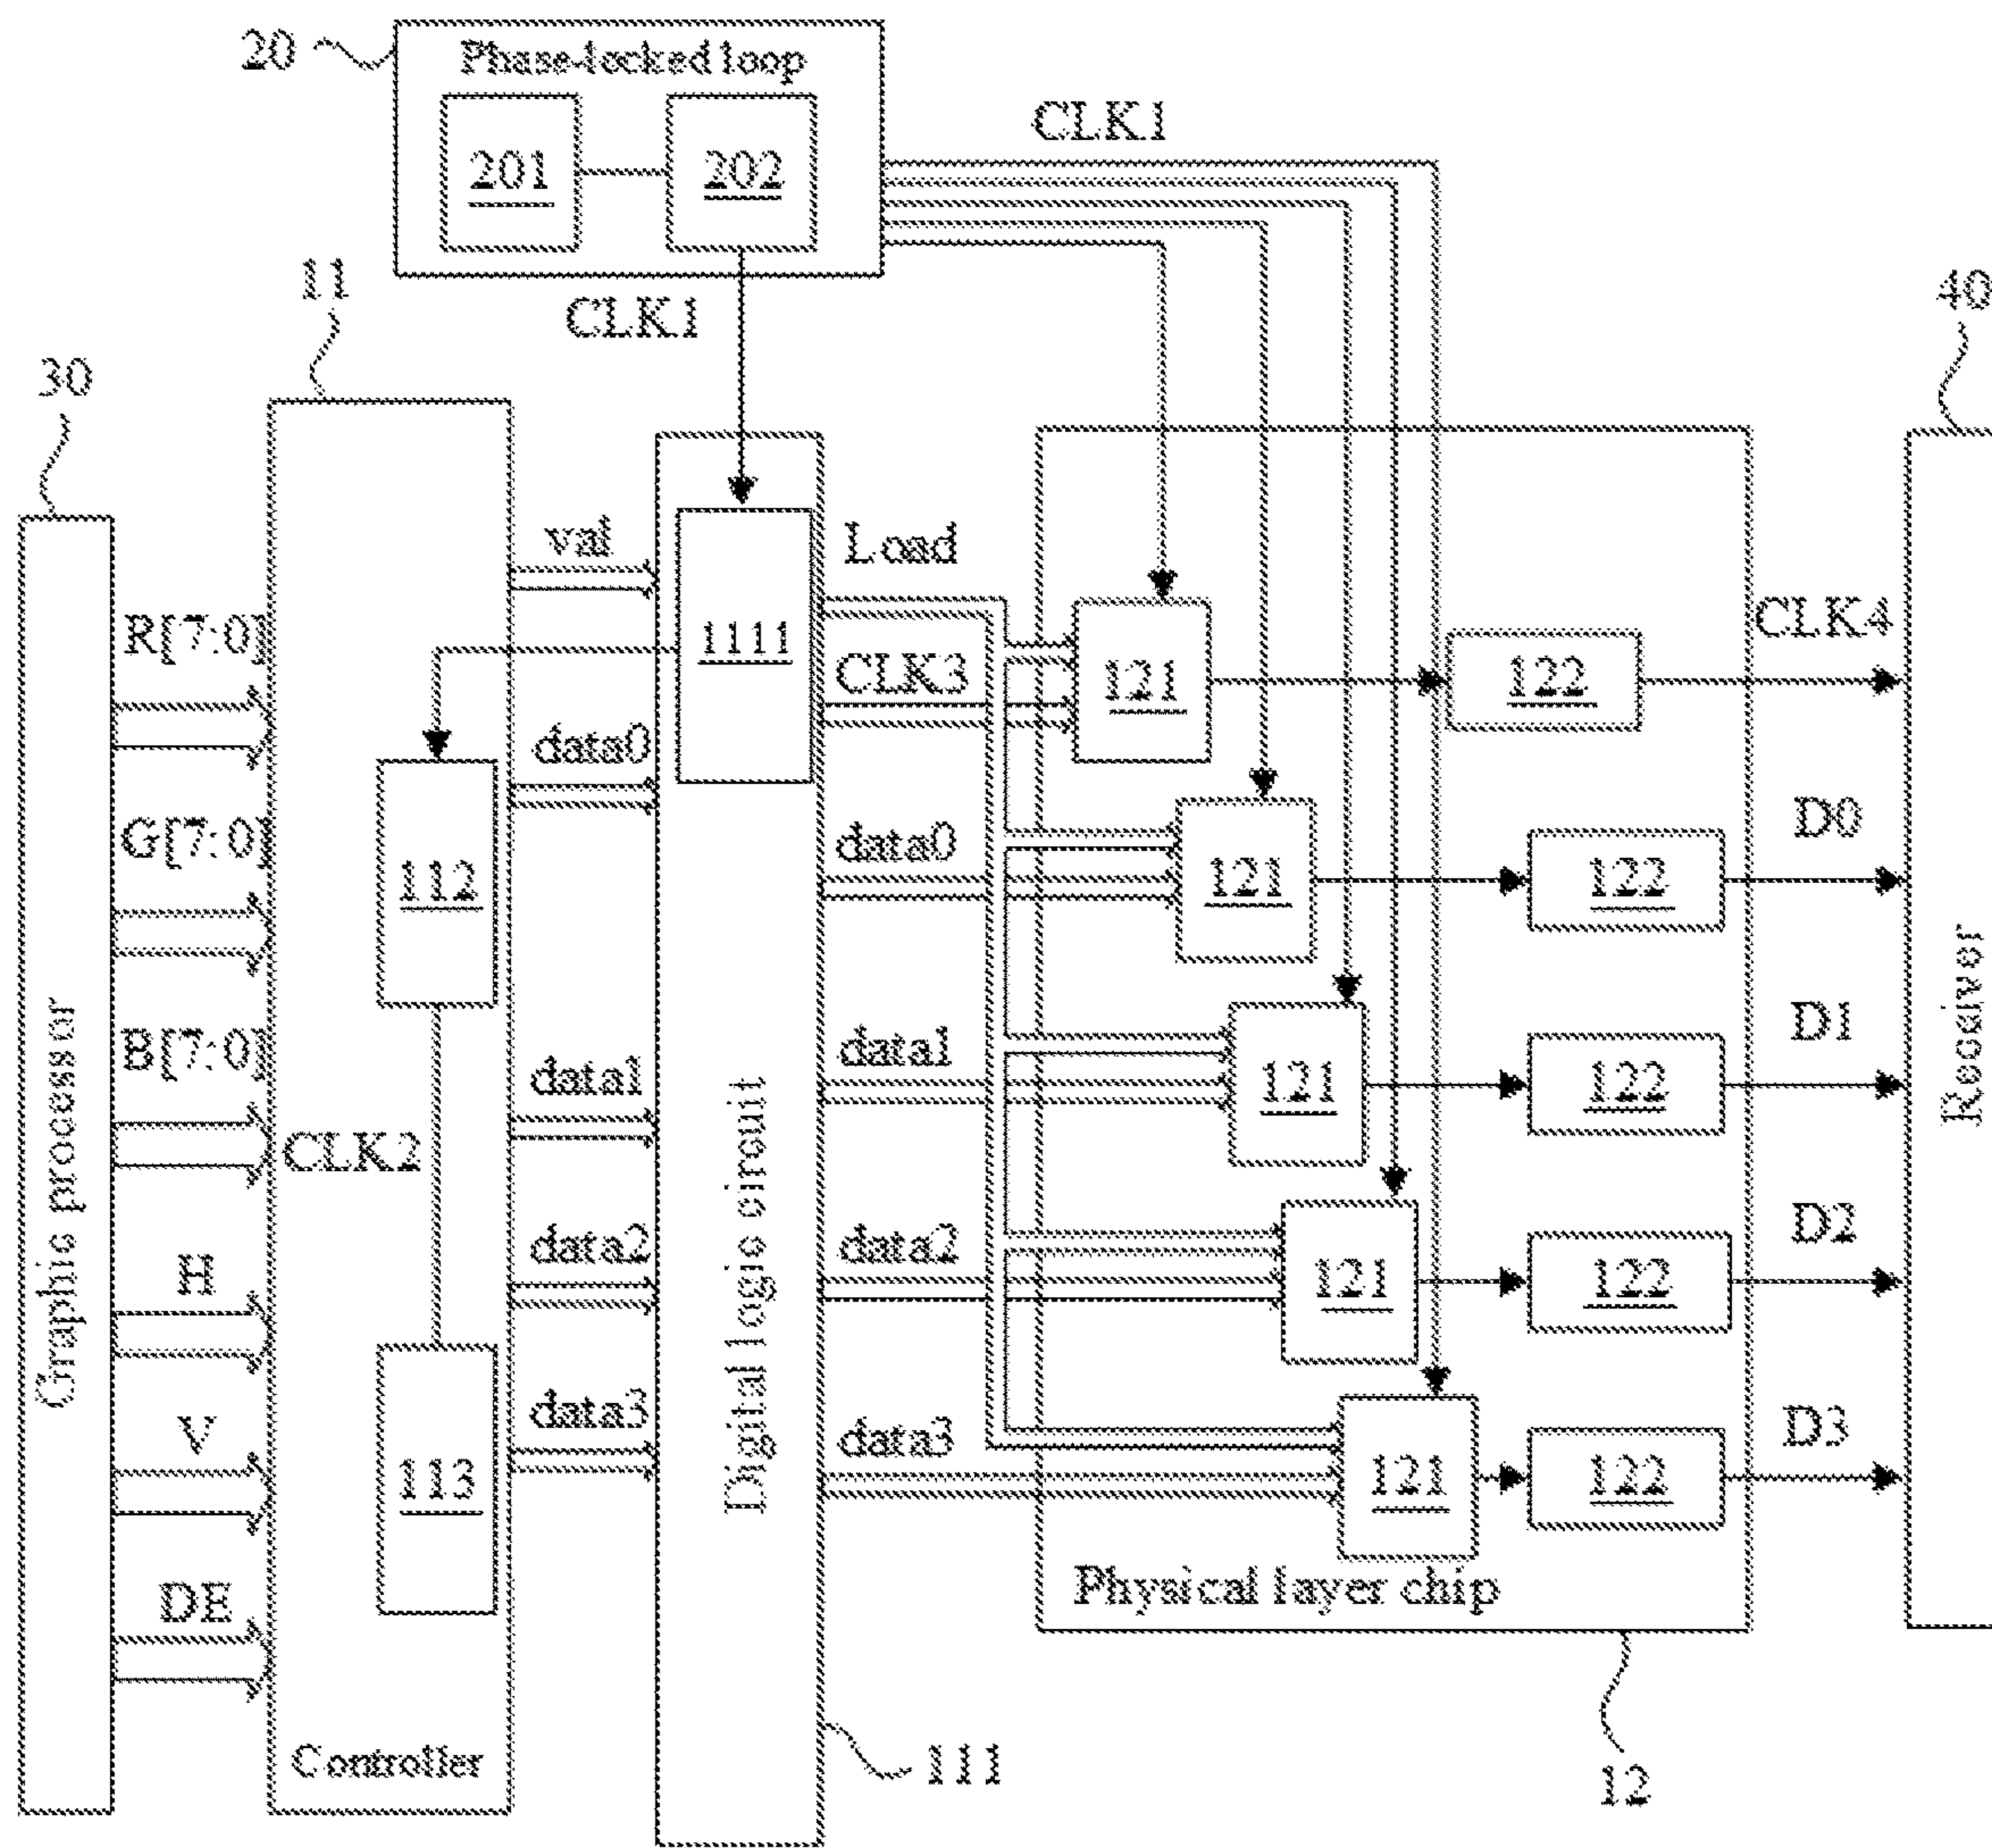 20
Phase-locked loop
201
202
CLK1
CLK1
11
30
40
val
Load
R[7:0]
1111
CLK3
121
122
CLK4
data0
G[7:0]
112
data0
121
122
D0
B[7:0]
data1
data1
121
122
D1
CLK2
Graphic processor
Digital logic circuit
Receiver
H
data2
data2
121
122
D2
V
data3
data3
113
121
122
D3
DE
Physical layer chip
Controller
111
12